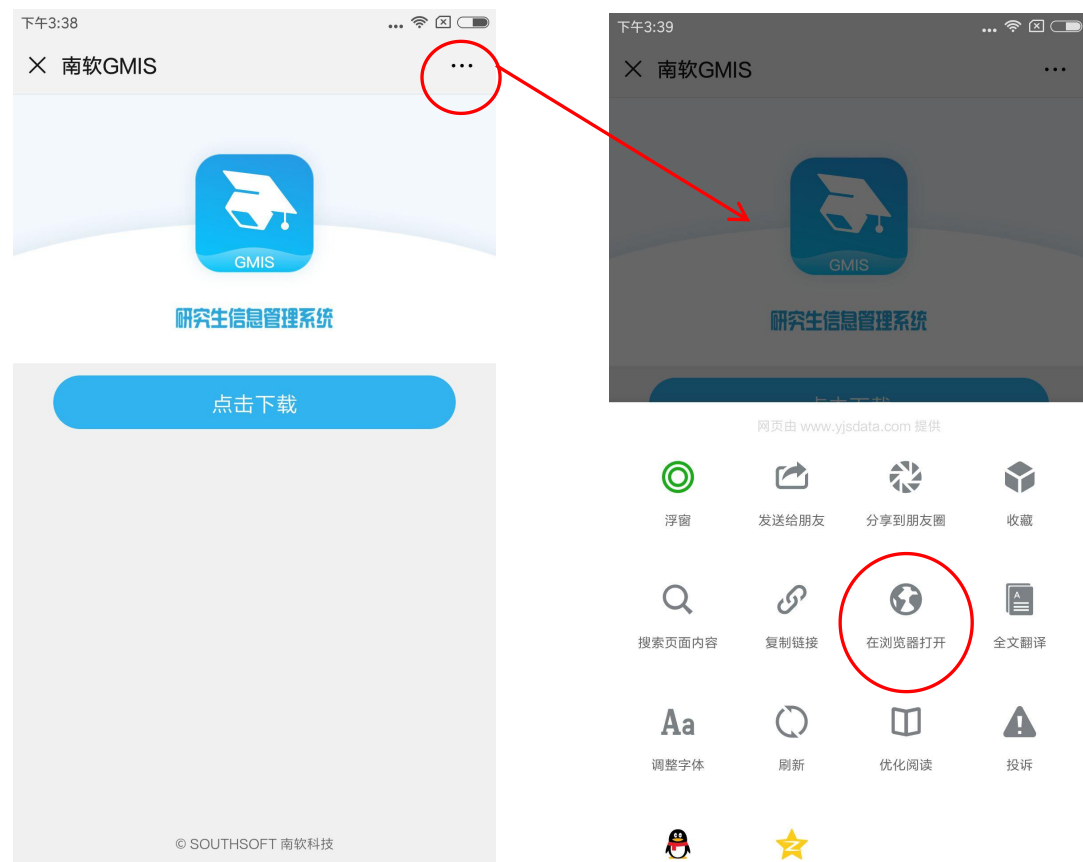 下午3:38
南软GMIS
GMIS
研究生信息管理系统
点击下载
© SOUTHSOFT 南软科技
下午3:39
南软GMIS
GMIS
研究生信息管理系统
点击下载
网页由 www.yjsdata.com 提供
浮窗 发送给朋友 分享到朋友圈 收藏
搜索页面内容 复制链接 在浏览器打开 全文翻译
Aa
调整字体 刷新 优化阅读 投诉